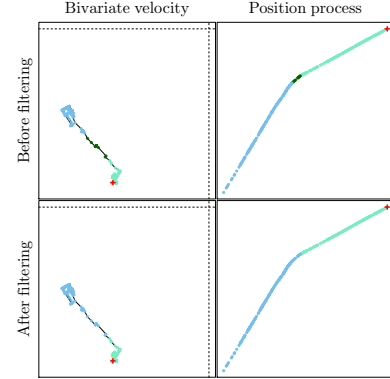 Bivariate velocity
Position process
Before filtering
After filtering